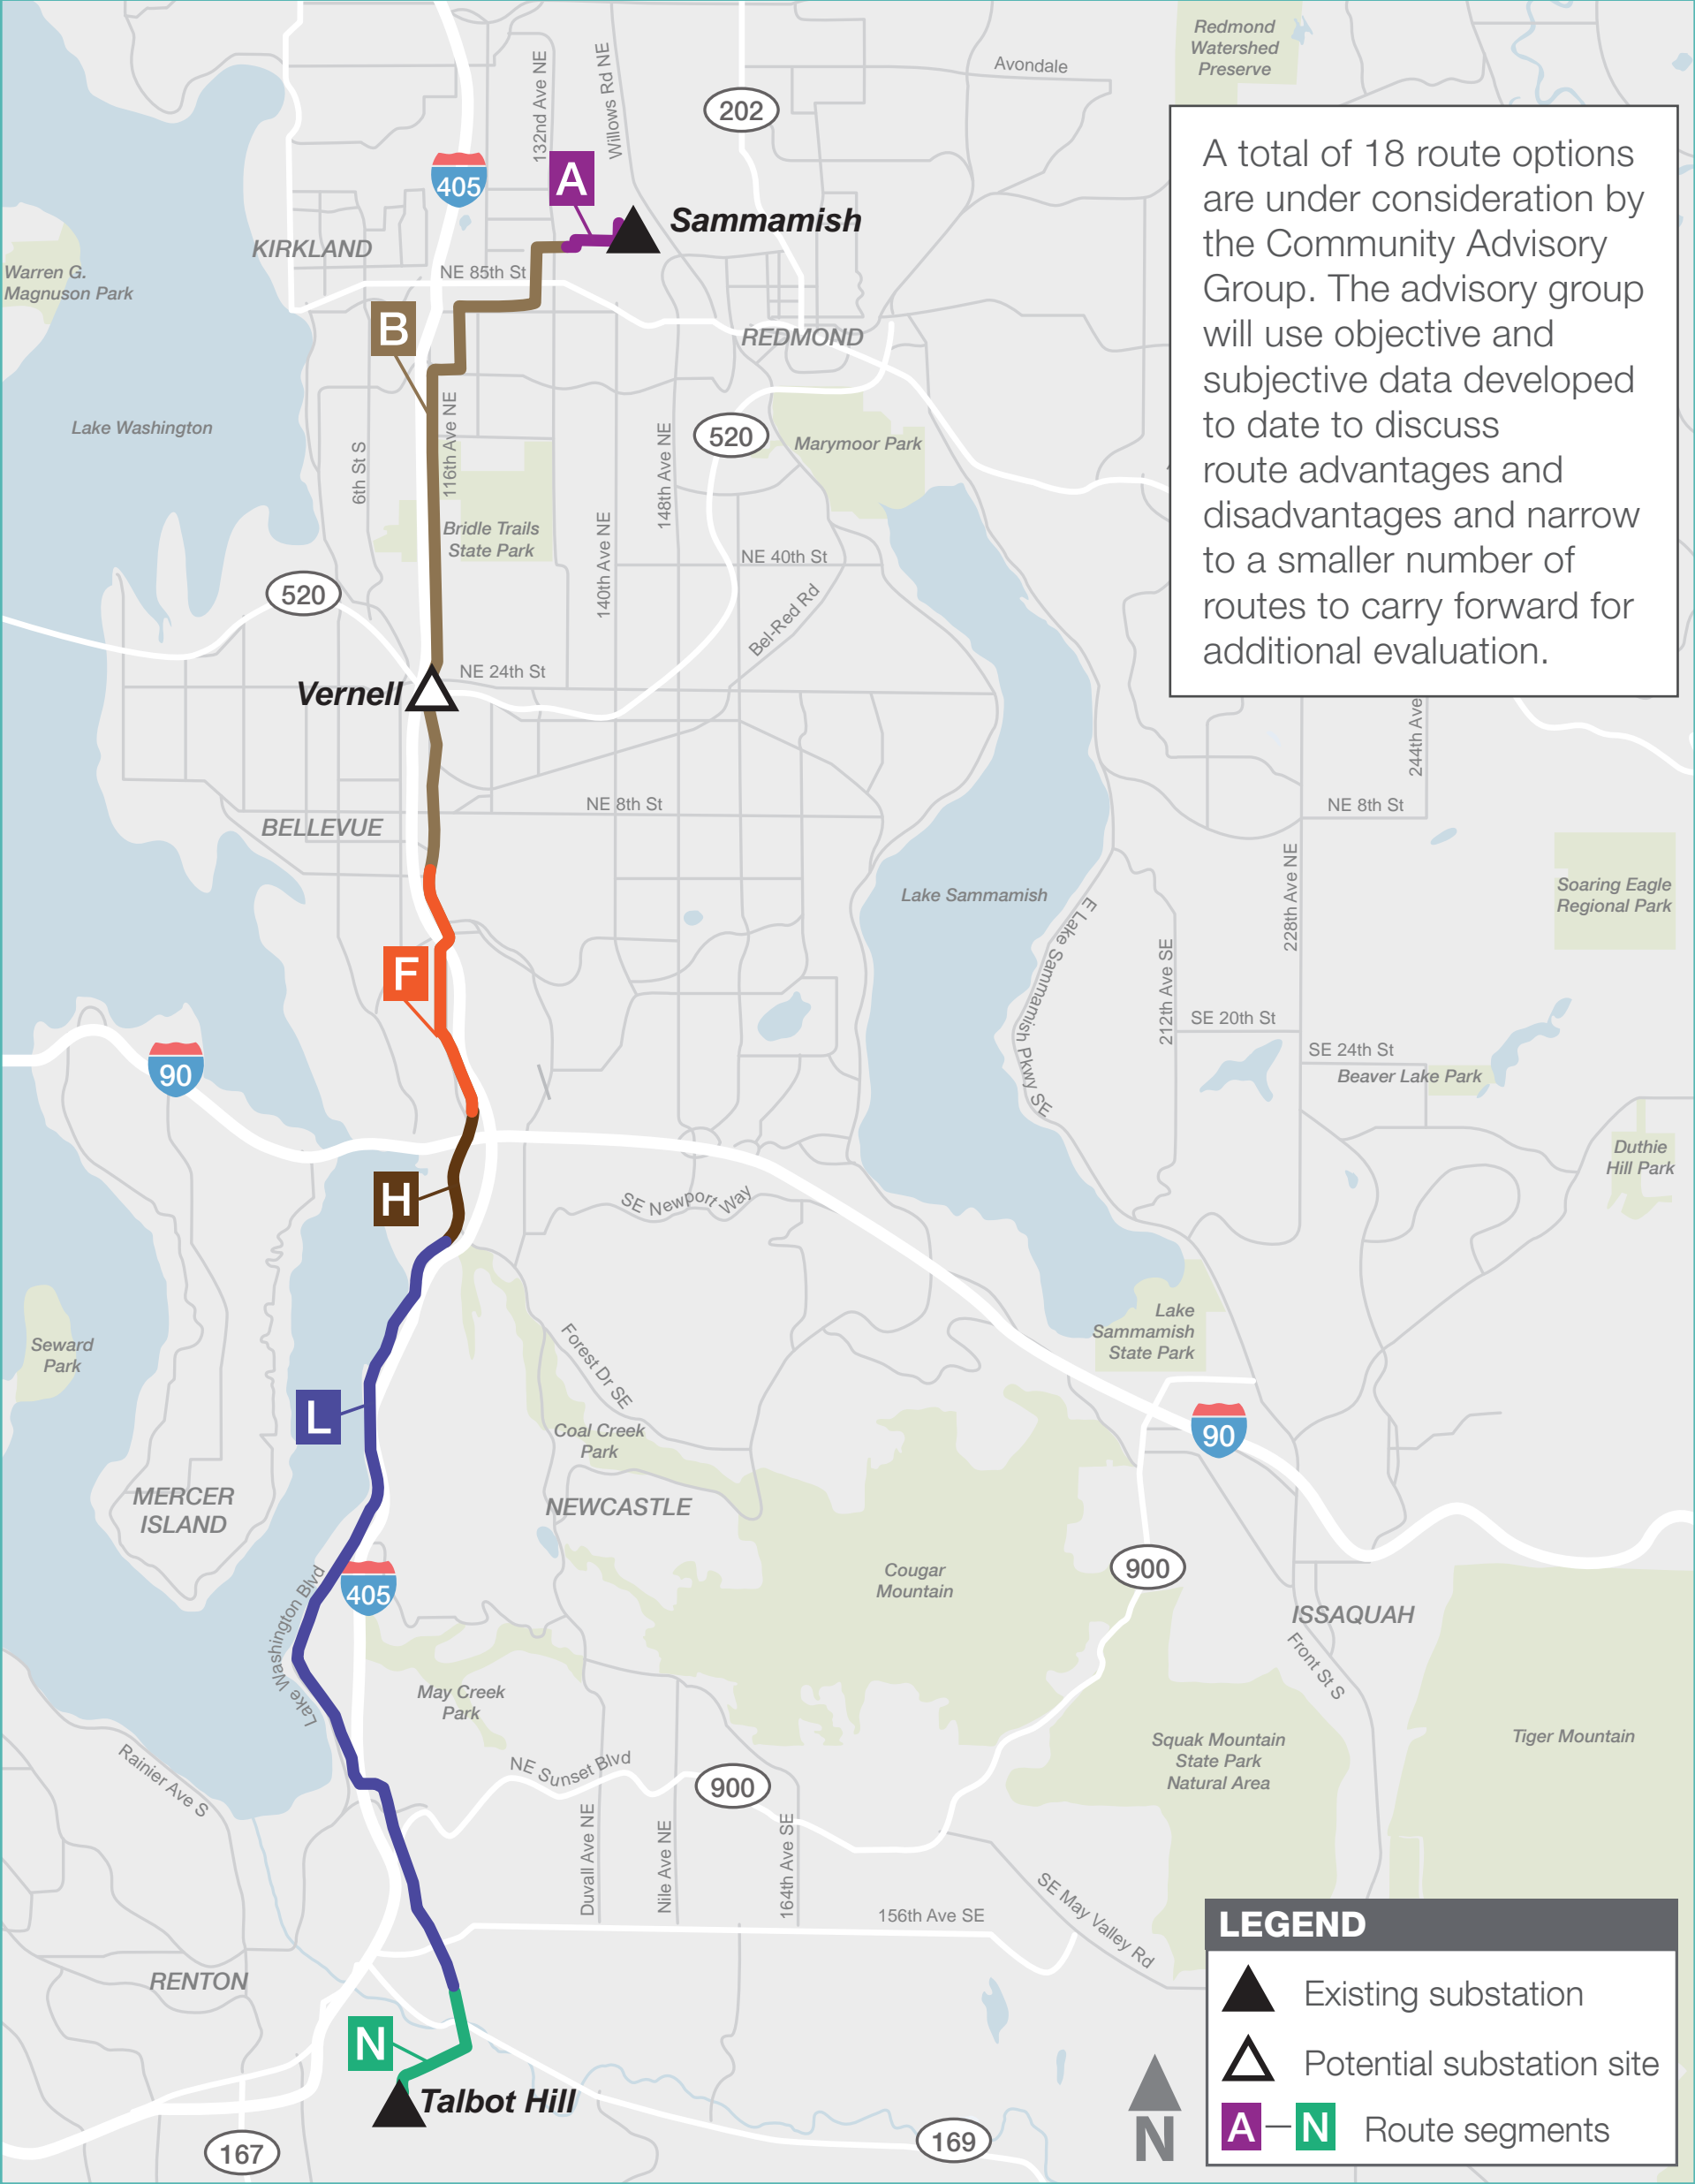 Redmond
Watershed
Preserve
Avondale
132nd Ave NE
Willows Rd NE
202
A total of 18 route options
are under consideration by
the Community Advisory
Group. The advisory group
will use objective and
subjective data developed
to date to discuss
route advantages and
disadvantages and narrow
to a smaller number of
routes to carry forward for
additional evaluation.
405
A
Sammamish
KIRKLAND
Warren G.
Magnuson Park
NE 85th St
B
REDMOND
Lake Washington
6th St S
116th Ave NE
148th Ave NE
520
Marymoor Park
Bridle Trails
State Park
140th Ave NE
NE 40th St
520
Bel-Red Rd
Vernell
NE 24th St
244th Ave
NE 8th St
NE 8th St
BELLEVUE
Lake Sammamish
E Lake Sammamish Pkwy SE
212th Ave SE
228th Ave NE
Soaring Eagle
Regional Park
F
SE 20th St
SE 24th St
Beaver Lake Park
90
Duthie
Hill Park
H
SE Newport Way
Lake
Sammamish
State Park
Seward
Park
Forest Dr SE
L
Coal Creek
Park
90
MERCER
ISLAND
NEWCASTLE
Cougar
Mountain
900
405
Lake Washington Blvd
ISSAQUAH
Front St S
May Creek
Park
Squak Mountain
State Park
Natural Area
Tiger Mountain
Rainier Ave S
NE Sunset Blvd
900
Duvall Ave NE
Nile Ave NE
164th Ave SE
156th Ave SE
SE May Valley Rd
RENTON
N
Talbot Hill
167
169
N
LEGEND
Existing substation
Potential substation site
A — N Route segments